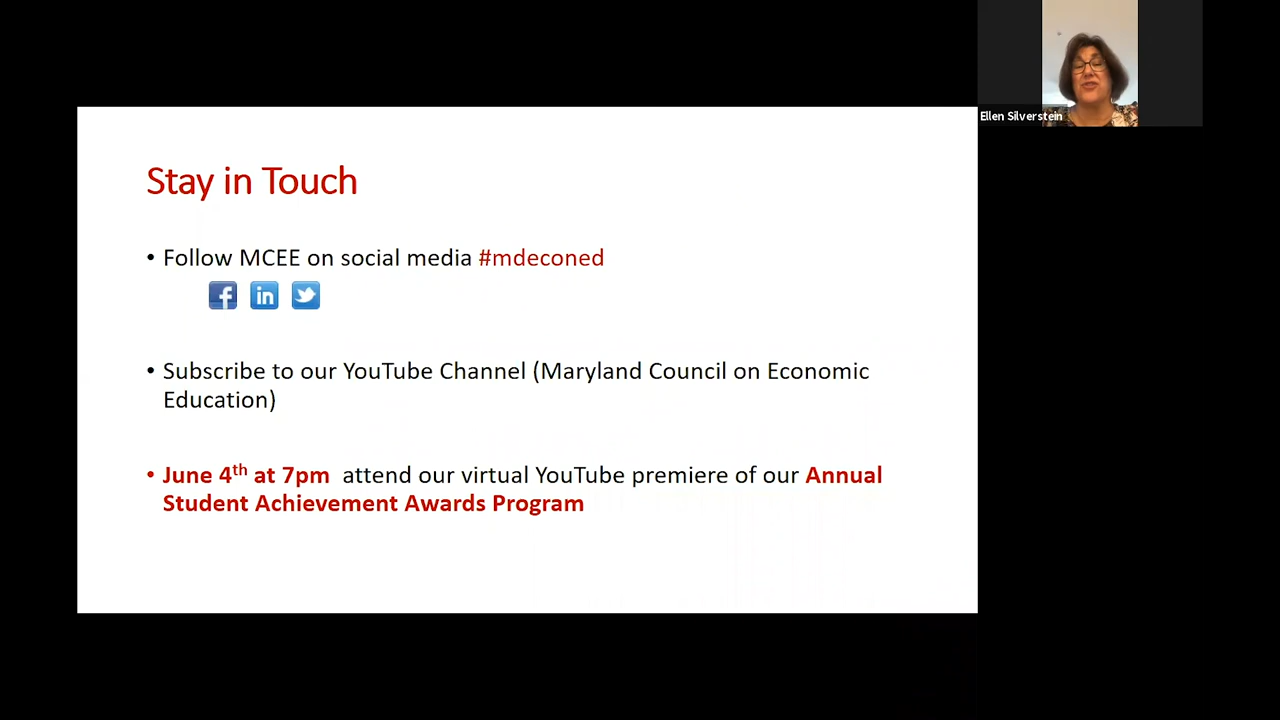 Ellen Silverstein
Stay in Touch
• Follow MCEE on social media #mdeconed
f in
• Subscribe to our YouTube Channel (Maryland Council on Economic
Education)
• June 4th at 7pm attend our virtual YouTube premiere of our Annual
Student Achievement Awards Program